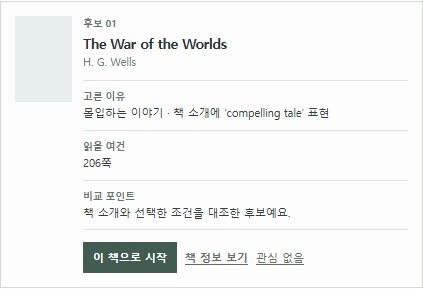 후보 01
The War of the Worlds
H. G. Wells
고른 이유
몰입하는 이야기 · 책 소개에 ‘compelling tale’ 표현
읽을 여건
206쪽
비교 포인트
책 소개와 선택한 조건을 대조한 후보예요.
이 책으로 시작 책 정보 보기 관심 없음